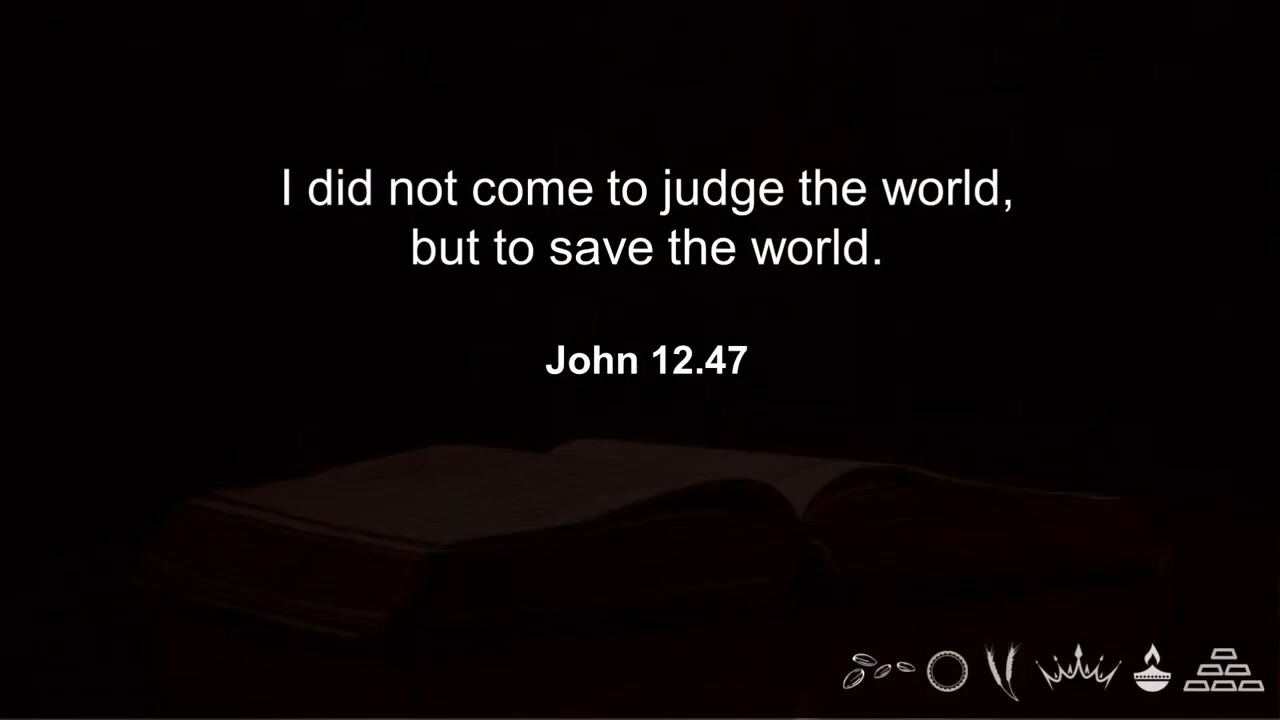 I did not come to judge the world,
but to save the world.
John 12.47